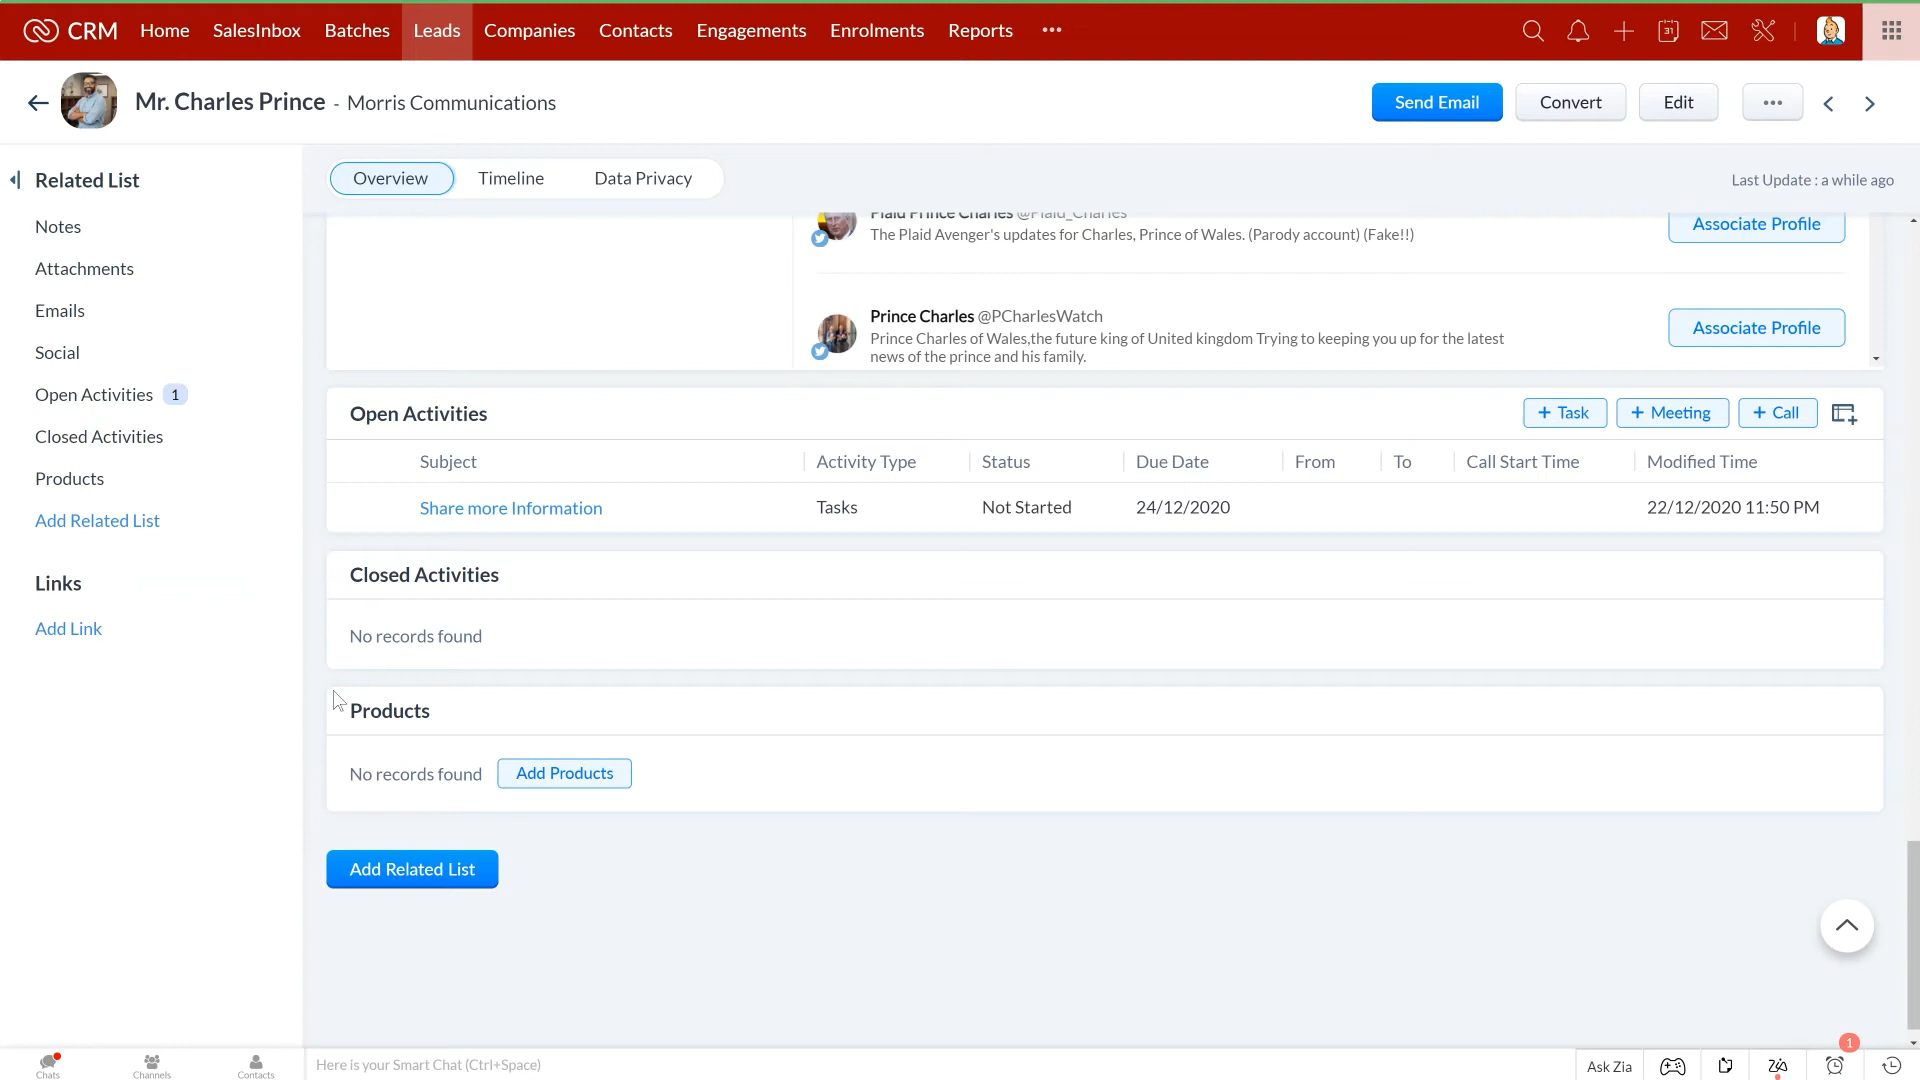 CRM Home SalesInbox Batches Leads Companies Contacts Engagements Enrolments Reports
31
Mr. Charles Prince - Morris Communications
Send Email Convert Edit
Related List
Notes
Attachments
Emails
Social
Open Activities 1
Closed Activities
Products
Add Related List
Links
Add Link
Overview Timeline Data Privacy
Last Update : a while ago
Plaid Prince Charles @Plaid_Charles
The Plaid Avenger's updates for Charles, Prince of Wales. (Parody account) (Fake!!)
Associate Profile
Prince Charles @PCharlesWatch
Prince Charles of Wales,the future king of United kingdom Trying to keeping you up for the latest
news of the prince and his family.
Associate Profile
Open Activities
+ Task + Meeting + Call
Subject Activity Type Status Due Date From To Call Start Time Modified Time
Share more Information Tasks Not Started 24/12/2020 22/12/2020 11:50 PM
Closed Activities
No records found
Products
No records found Add Products
Add Related List
Chats Channels Contacts
Here is your Smart Chat (Ctrl+Space)
Ask Zia
1